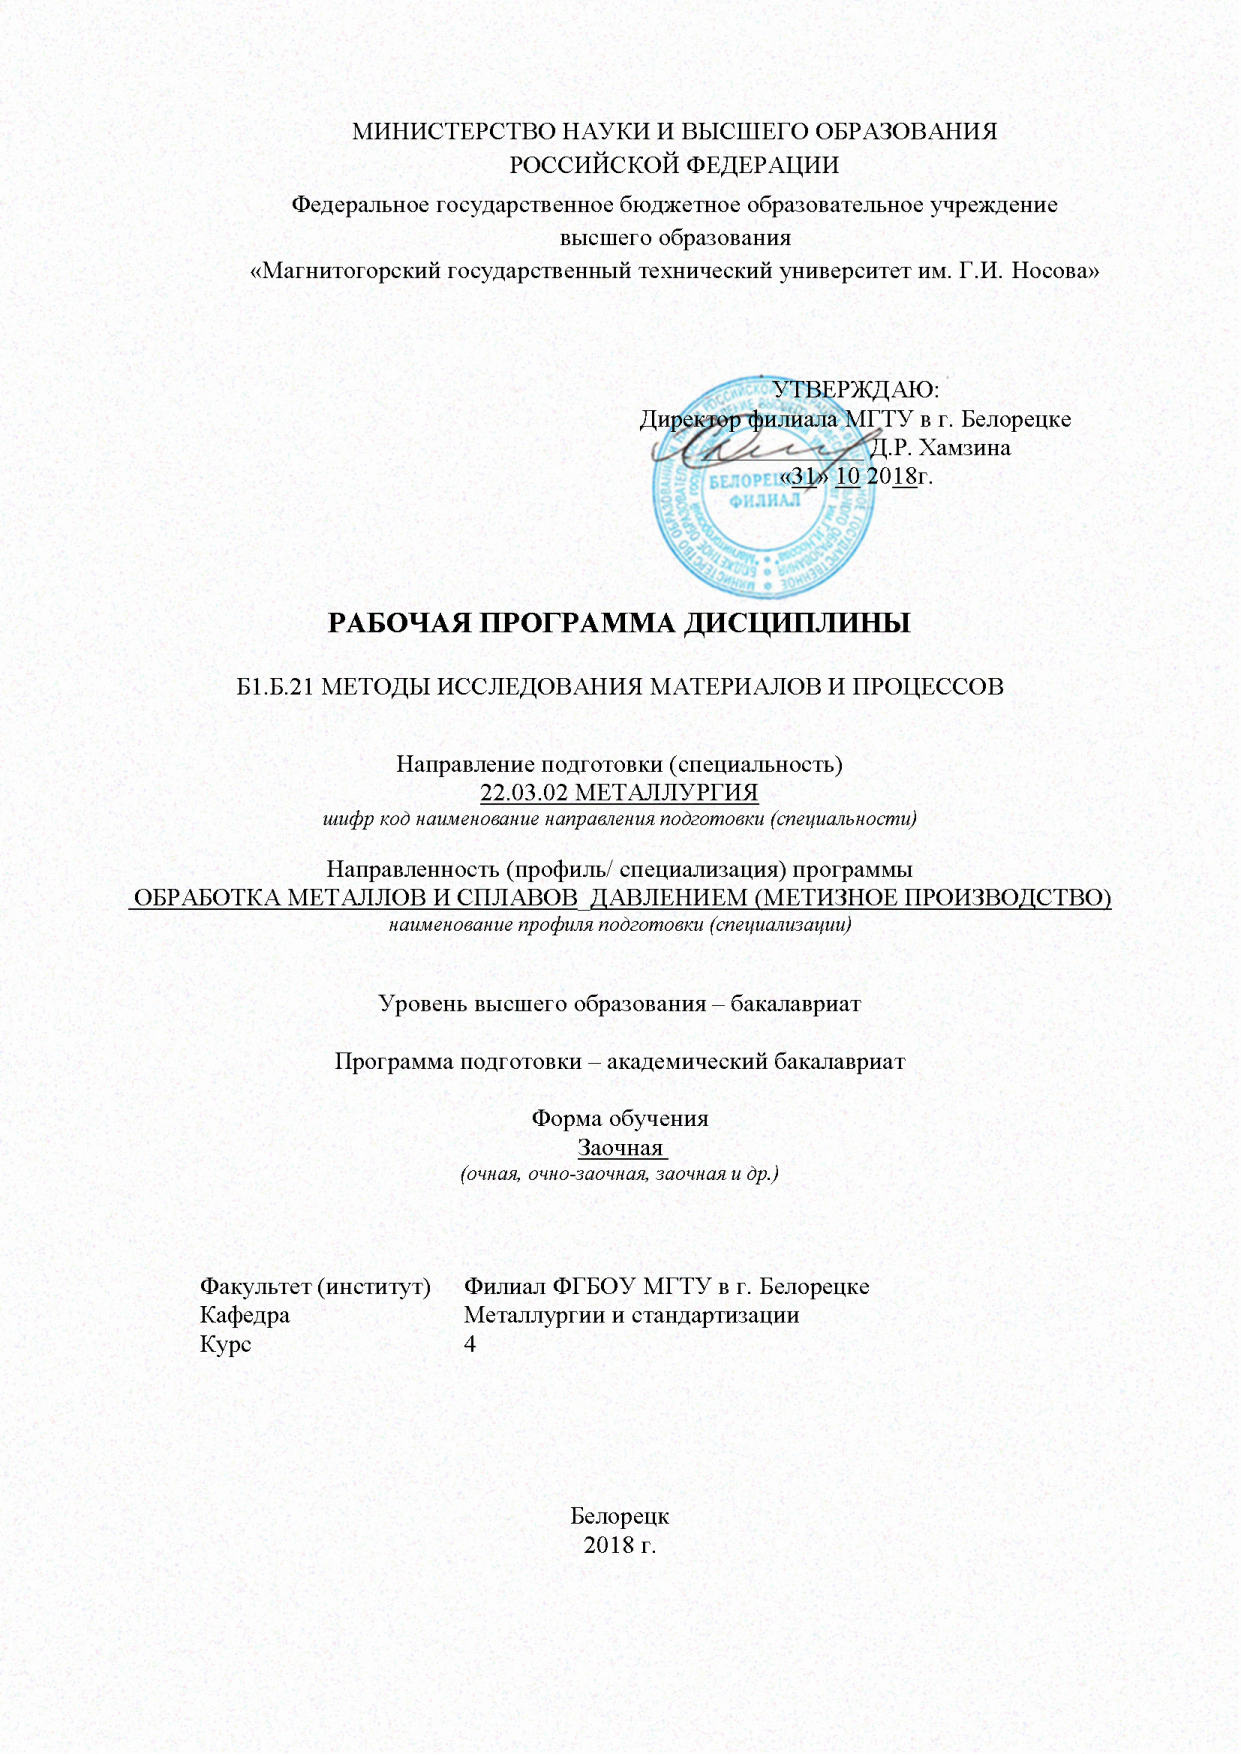 МИНИСТЕРСТВО НАУКИ И ВЫСШЕГО ОБРАЗОВАНИЯ
РОССИЙСКОЙ ФЕДЕРАЦИИ
Федеральное государственное бюджетное образовательное учреждение
высшего образования
«Магнитогорский государственный технический университет им. Г.И. Носова»
УТВЕРЖДАЮ:
Директор филиала МГТУ в г. Белорецке
Д.Р. Хамзина
«31» 10 2018г.
БЕЛОРЕЦКИЙ
ФИЛИАЛ
РАБОЧАЯ ПРОГРАММА ДИСЦИПЛИНЫ
Б1.Б.21 МЕТОДЫ ИССЛЕДОВАНИЯ МАТЕРИАЛОВ И ПРОЦЕССОВ
Направление подготовки (специальность)
22.03.02 МЕТАЛЛУРГИЯ
шифр код наименование направления подготовки (специальности)
Направленность (профиль/ специализация) программы
ОБРАБОТКА МЕТАЛЛОВ И СПЛАВОВ_ДАВЛЕНИЕМ (МЕТИЗНОЕ ПРОИЗВОДСТВО)
наименование профиля подготовки (специализации)
Уровень высшего образования – бакалавриат
Программа подготовки – академический бакалавриат
Форма обучения
Заочная
(очная, очно-заочная, заочная и др.)
Факультет (институт) Филиал ФГБОУ МГТУ в г. Белорецке
Кафедра Металлургии и стандартизации
Курс 4
Белорецк
2018 г.